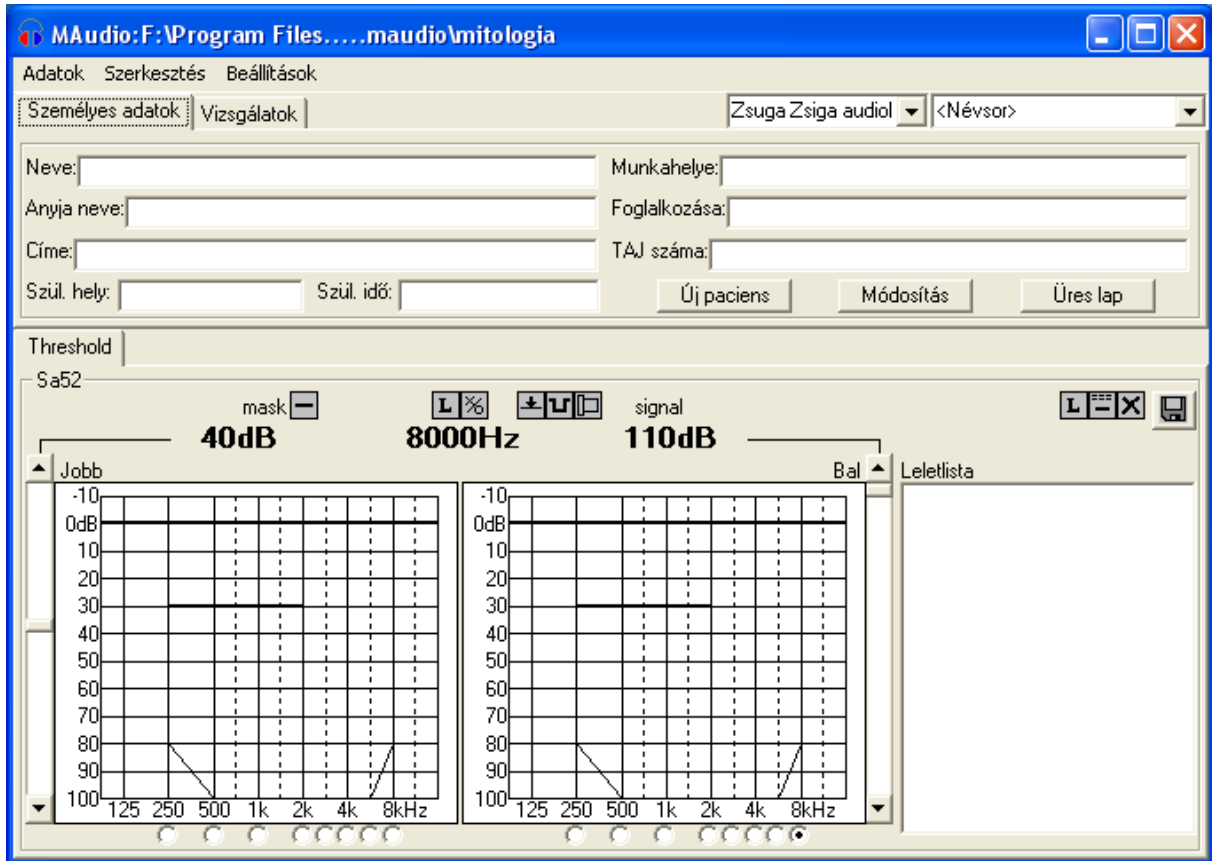 MAudio:F:\Program Files.....maudio\mitologia
Adatok Szerkesztés Beállítások
Személyes adatok Vizsgálatok Zsuga Zsiga audiol <Névsor>
Neve: Munkahelye:
Anyja neve: Foglalkozása:
Címe: TAJ száma:
Szül. hely: Szül. idő: Új paciens Módosítás Üres lap
Threshold
Sa52
mask L % signal L
40dB 8000Hz 110dB
Jobb Bal Leletlista
-10 -10
0dB 0dB
10 10
20 20
30 30
40 40
50 50
60 60
70 70
80 80
90 90
100 100
125 250 500 1k 2k 4k 8kHz 125 250 500 1k 2k 4k 8kHz